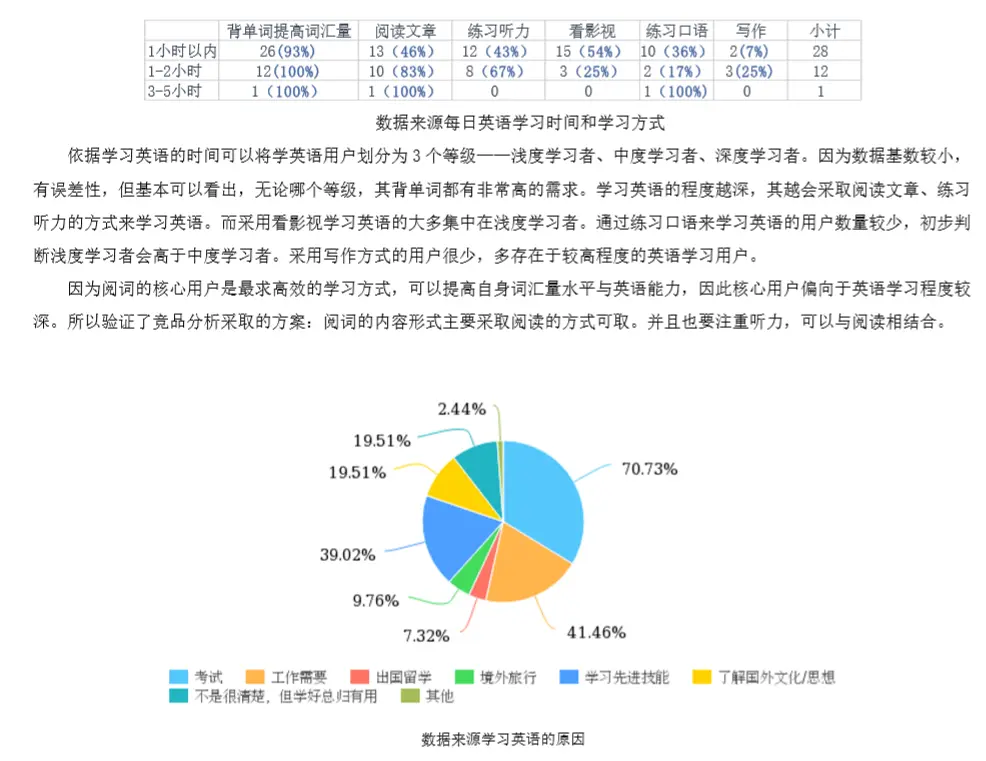 背单词提高词汇量 阅读文章 练习听力 看影视 练习口语 写作 小计
1小时以内 26(93%) 13（46%） 12（43%） 15（54%） 10（36%） 2(7%) 28
1-2小时 12(100%) 10（83%） 8（67%） 3（25%） 2（17%） 3(25%) 12
3-5小时 1（100%） 1（100%） 0 0 1（100%) 0 1
数据来源每日英语学习时间和学习方式
依据学习英语的时间可以将学英语用户划分为 3 个等级——浅度学习者、中度学习者、深度学习者。因为数据基数较小，
有误差性，但基本可以看出，无论哪个等级，其背单词都有非常高的需求。学习英语的程度越深，其越会采取阅读文章、练习
听力的方式来学习英语。而采用看影视学习英语的大多集中在浅度学习者。通过练习口语来学习英语的用户数量较少，初步判
断浅度学习者会高于中度学习者。采用写作方式的用户很少，多存在于较高程度的英语学习用户。
因为阅词的核心用户是最求高效的学习方式，可以提高自身词汇量水平与英语能力，因此核心用户偏向于英语学习程度较
深。所以验证了竞品分析采取的方案：阅词的内容形式主要采取阅读的方式可取。并且也要注重听力，可以与阅读相结合。
2.44%
19.51%
19.51%
70.73%
39.02%
9.76%
7.32%
41.46%
考试 工作需要 出国留学 境外旅行 学习先进技能 了解国外文化/思想
不是很清楚，但学好总归有用 其他
数据来源学习英语的原因